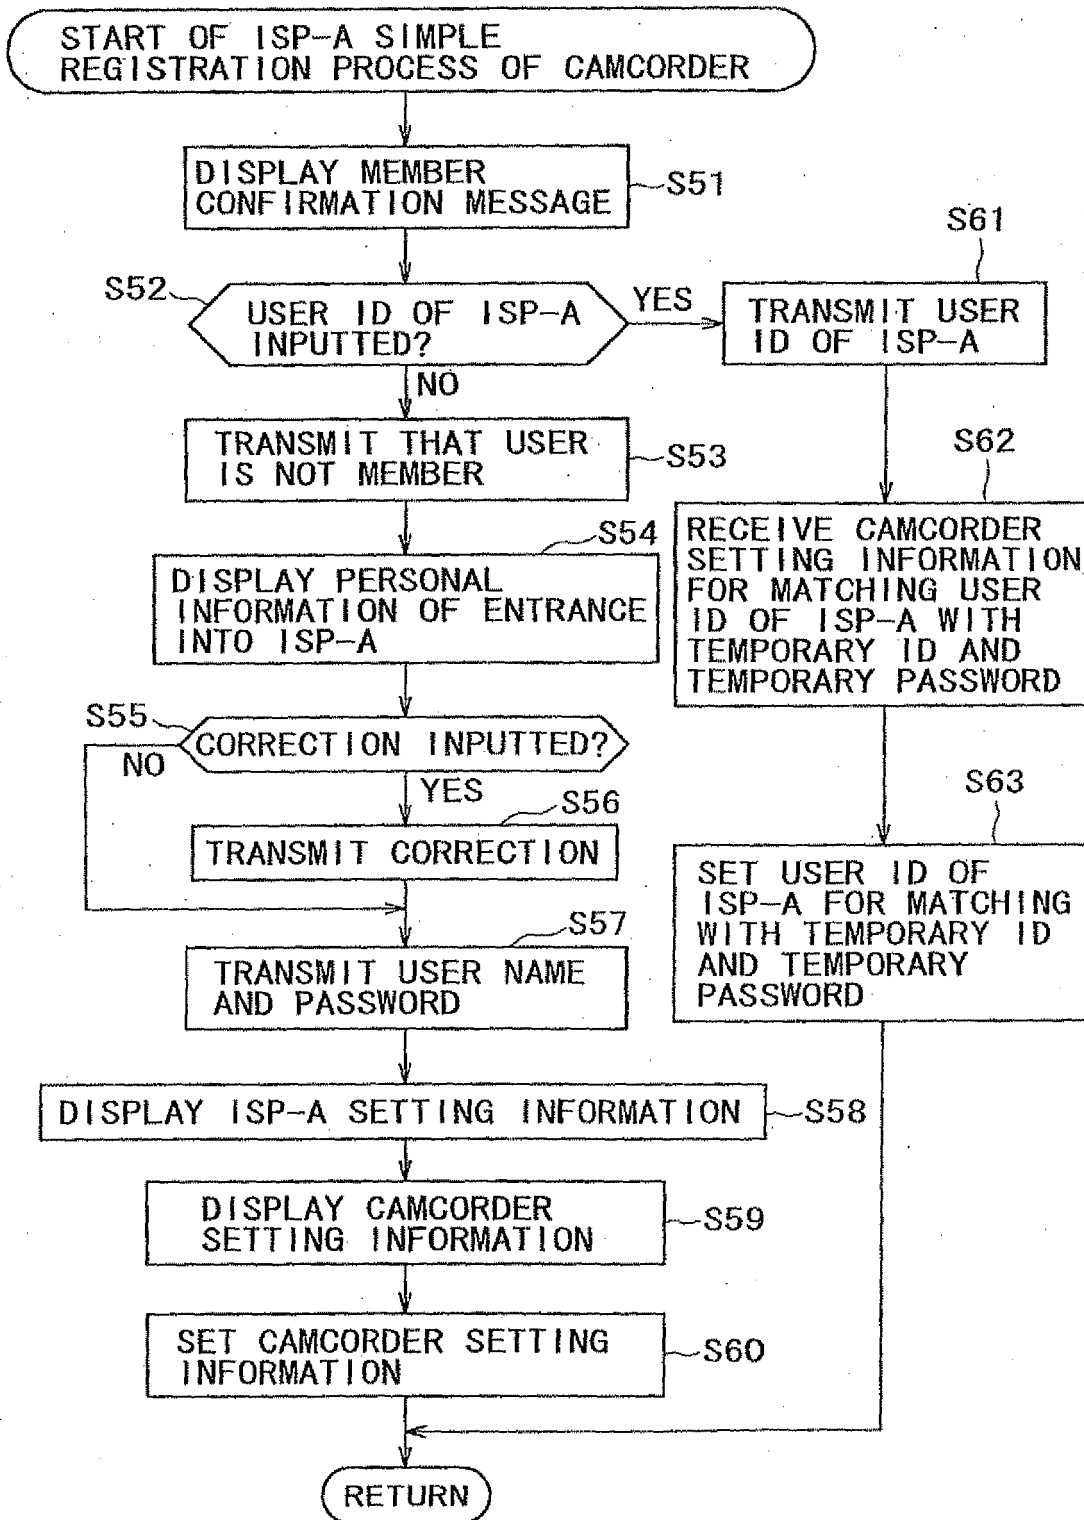 START OF ISP-A SIMPLE
REGISTRATION PROCESS OF CAMCORDER
DISPLAY MEMBER
CONFIRMATION MESSAGE
S51
S52
USER ID OF ISP-A
INPUTTED?
YES
NO
S61
TRANSMIT USER
ID OF ISP-A
TRANSMIT THAT USER
IS NOT MEMBER
S53
S62
RECEIVE CAMCORDER
SETTING INFORMATION
FOR MATCHING USER
ID OF ISP-A WITH
TEMPORARY ID AND
TEMPORARY PASSWORD
S54
DISPLAY PERSONAL
INFORMATION OF ENTRANCE
INTO ISP-A
S55
CORRECTION INPUTTED?
NO
YES
S56
TRANSMIT CORRECTION
S63
SET USER ID OF
ISP-A FOR MATCHING
WITH TEMPORARY ID
AND TEMPORARY
PASSWORD
S57
TRANSMIT USER NAME
AND PASSWORD
DISPLAY ISP-A SETTING INFORMATION
S58
DISPLAY CAMCORDER
SETTING INFORMATION
S59
SET CAMCORDER SETTING
INFORMATION
S60
RETURN